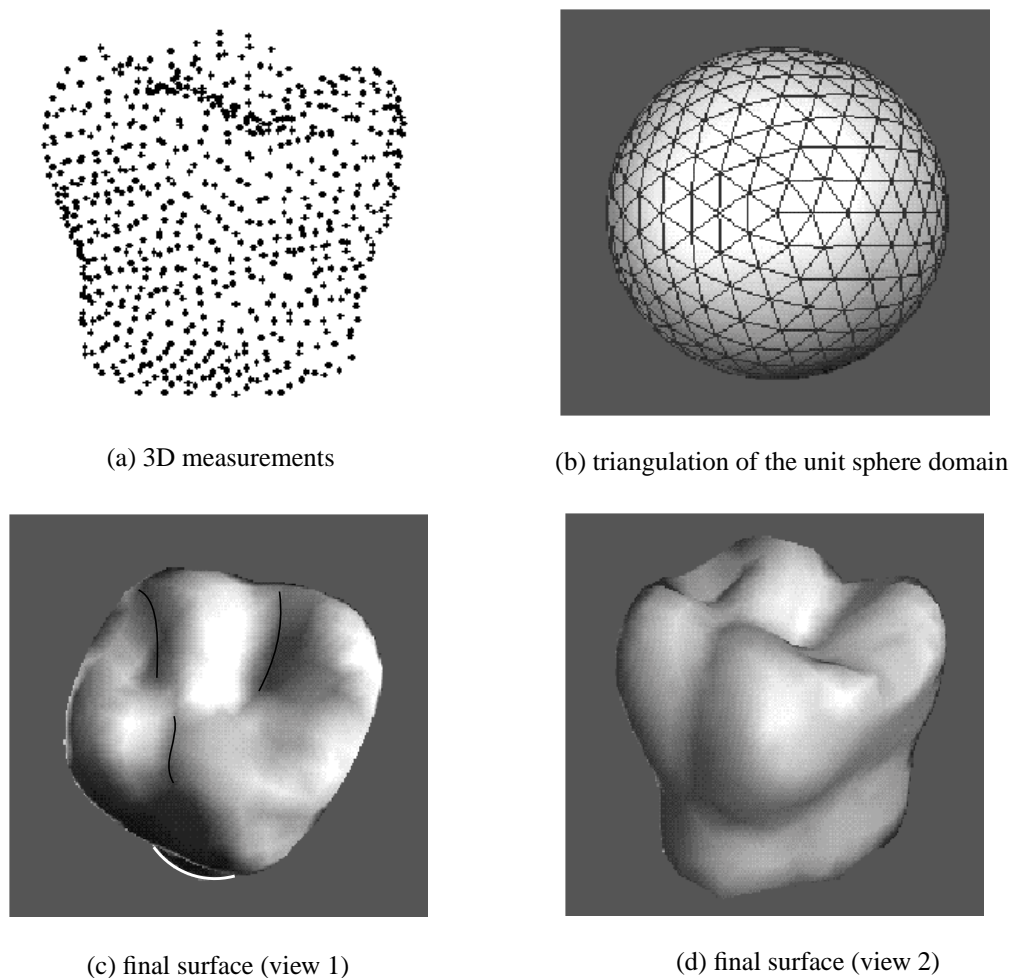 (a) 3D measurements
(b) triangulation of the unit sphere domain
(c) final surface (view 1)
(d) final surface (view 2)